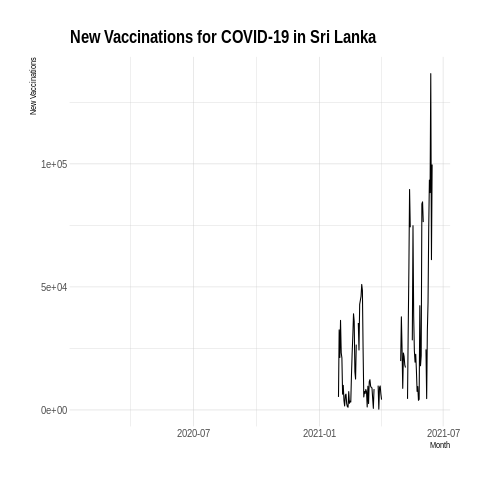 New Vaccinations for COVID-19 in Sri Lanka
New Vaccinations
1e+05
5e+04
0e+00
2020-07
2021-01
2021-07
Month